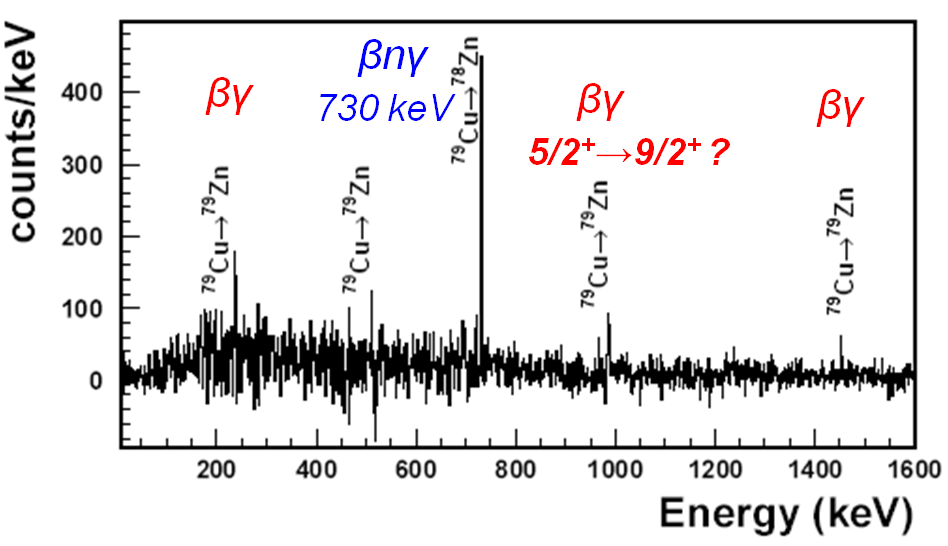 counts/keV
400
300
200
100
0
βγ
βnγ
730 keV
βγ
5/2⁺→9/2⁺ ?
βγ
⁷⁹Cu→⁷⁹Zn
⁷⁹Cu→⁷⁹Zn
⁷⁹Cu→⁷⁸Zn
⁷⁹Cu→⁷⁹Zn
⁷⁹Cu→⁷⁹Zn
200 400 600 800 1000 1200 1400 1600
Energy (keV)